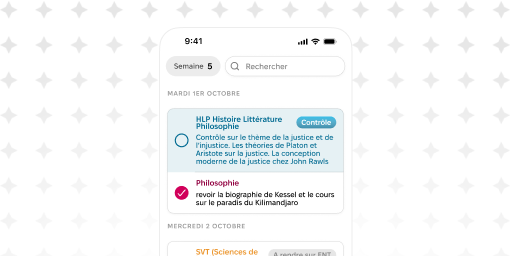 9:41
Semaine 5
Rechercher
MARDI 1ER OCTOBRE
HLP Histoire Littérature
Philosophie
Contrôle
Contrôle sur le thème de la justice et de
l'injustice. Les théories de Platon et
Aristote sur la justice. La conception
moderne de la justice chez John Rawls
Philosophie
revoir la biographie de Kessel et le cours
sur le paradis du Kilimandjaro
MERCREDI 2 OCTOBRE
SVT (Sciences de
A rendre sur ENT